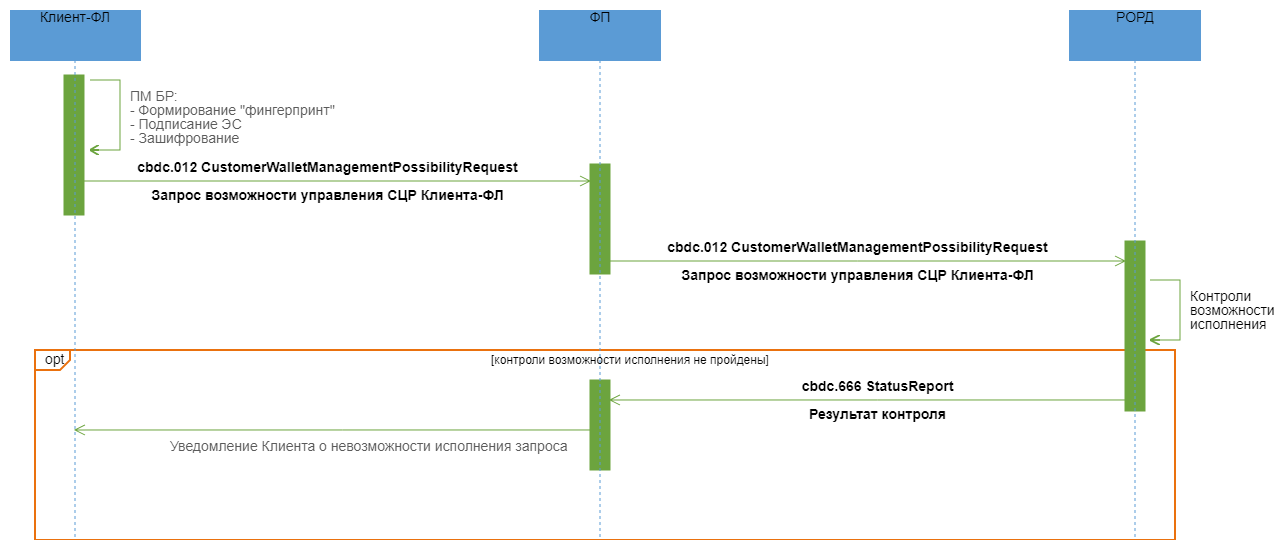 Клиент-ФЛ
ФП
РОРД
ПМ БР:
- Формирование "фингерпринт"
- Подписание ЭС
- Зашифрование
cbdc.012 CustomerWalletManagementPossibilityRequest
Запрос возможности управления СЦР Клиента-ФЛ
cbdc.012 CustomerWalletManagementPossibilityRequest
Запрос возможности управления СЦР Клиента-ФЛ
Контроли
возможности
исполнения
opt
[контроли возможности исполнения не пройдены]
cbdc.666 StatusReport
Результат контроля
Уведомление Клиента о невозможности исполнения запроса